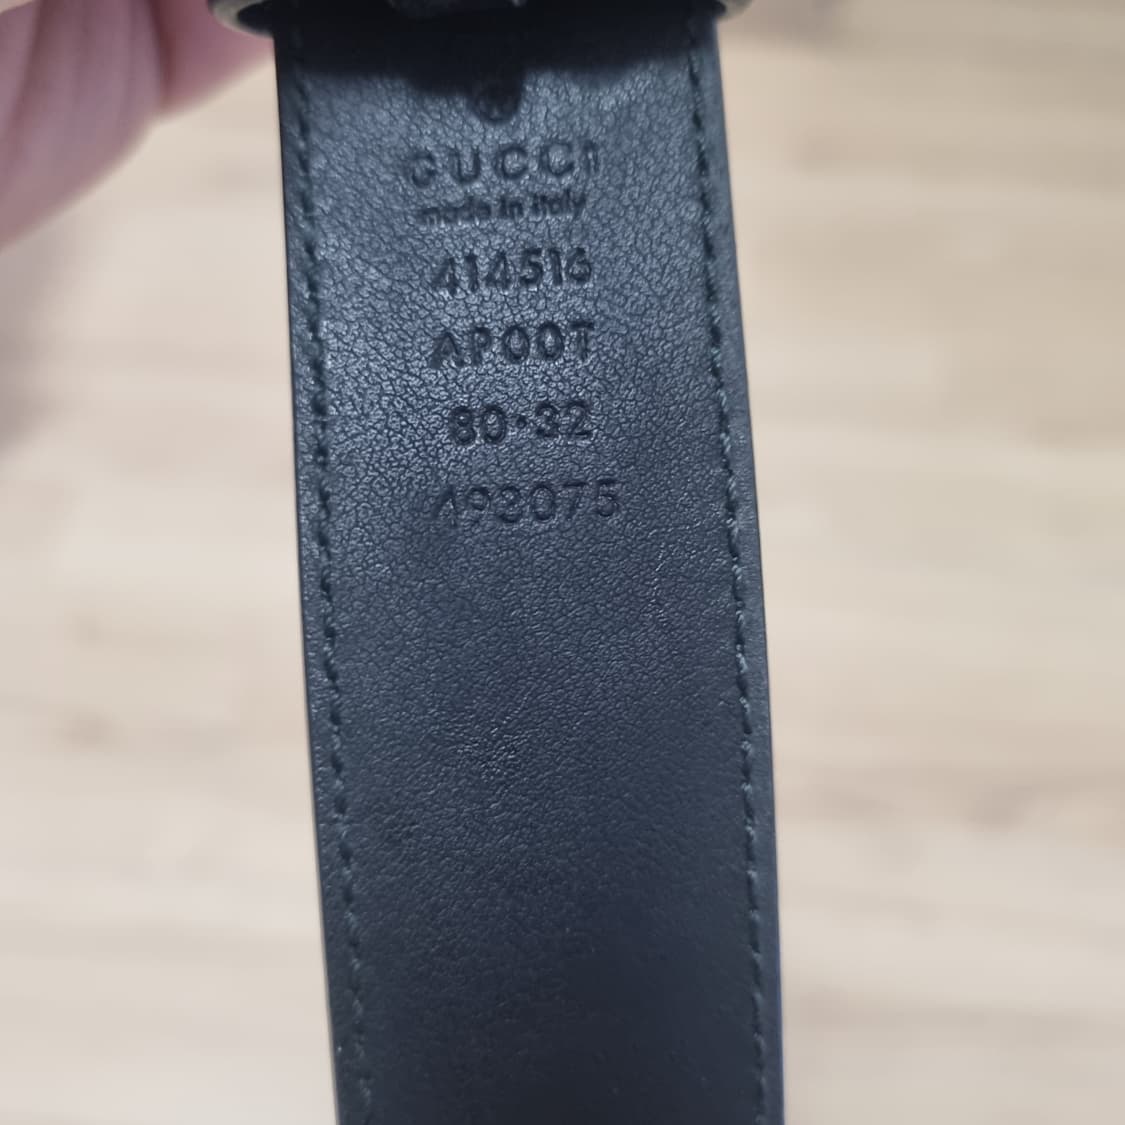 GUCCI
made in italy
414516
AP00T
80·32
493075